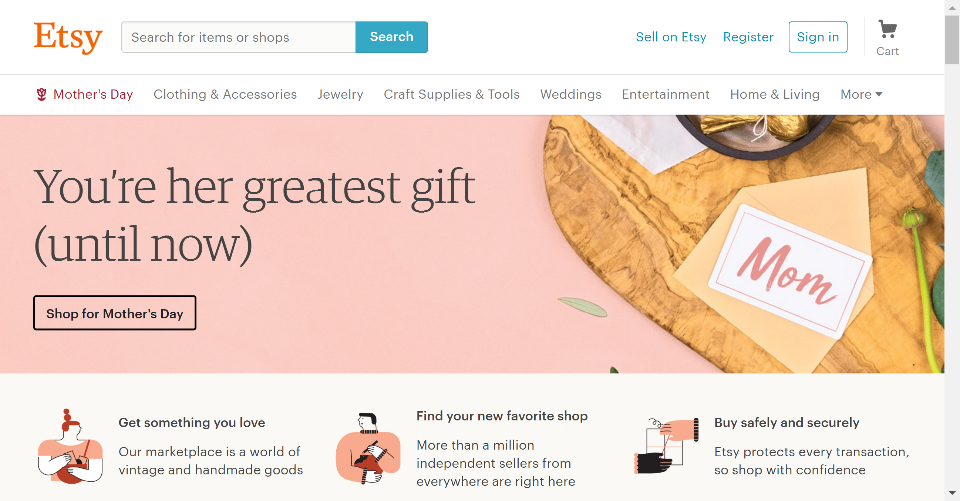 Etsy
Search for items or shops
Search
Sell on Etsy
Register
Sign in
Cart
Mother's Day
Clothing & Accessories
Jewelry
Craft Supplies & Tools
Weddings
Entertainment
Home & Living
More
You're her greatest gift
(until now)
Mom
Shop for Mother's Day
Get something you love
Our marketplace is a world of
vintage and handmade goods
Find your new favorite shop
More than a million
independent sellers from
everywhere are right here
Buy safely and securely
Etsy protects every transaction,
so shop with confidence